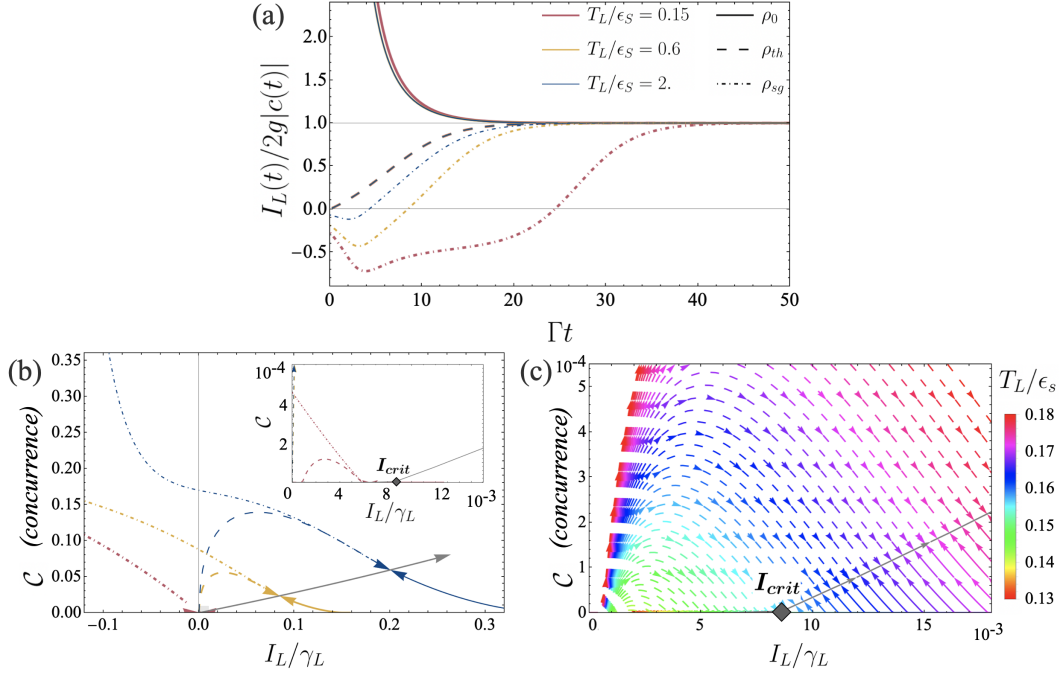 (a)
I_L(t)/2g|c(t)|
2.0
1.5
1.0
0.5
0.0
−0.5
T_L/ϵ_S = 0.15
T_L/ϵ_S = 0.6
T_L/ϵ_S = 2.
ρ_0
ρ_th
ρ_sg
0 10 20 30 40 50
Γt
(b)
C (concurrence)
0.35
0.30
0.25
0.20
0.15
0.10
0.05
0.00
−0.1 0.0 0.1 0.2 0.3
I_L/γ_L
10^-4
C
4
2
I_crit
0 4 8 12 10^-3
I_L/γ_L
(c)
C (concurrence)
5 10^-4
4
3
2
1
0
I_crit
0 5 10 15 10^-3
I_L/γ_L
T_L/ϵ_s
0.18
0.17
0.16
0.15
0.14
0.13